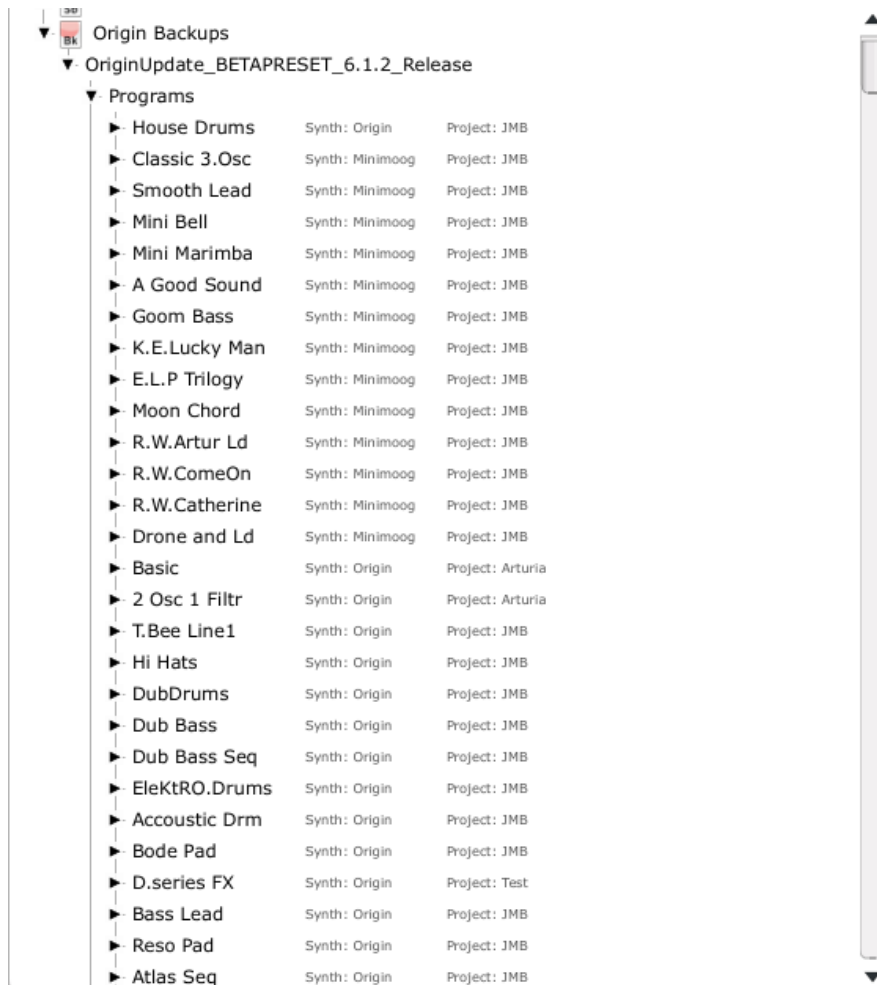 SB
Bk Origin Backups
OriginUpdate_BETAPRESET_6.1.2_Release
Programs
House Drums Synth: Origin Project: JMB
Classic 3.Osc Synth: Minimoog Project: JMB
Smooth Lead Synth: Minimoog Project: JMB
Mini Bell Synth: Minimoog Project: JMB
Mini Marimba Synth: Minimoog Project: JMB
A Good Sound Synth: Minimoog Project: JMB
Goom Bass Synth: Minimoog Project: JMB
K.E.Lucky Man Synth: Minimoog Project: JMB
E.L.P Trilogy Synth: Minimoog Project: JMB
Moon Chord Synth: Minimoog Project: JMB
R.W.Artur Ld Synth: Minimoog Project: JMB
R.W.ComeOn Synth: Minimoog Project: JMB
R.W.Catherine Synth: Minimoog Project: JMB
Drone and Ld Synth: Minimoog Project: JMB
Basic Synth: Origin Project: Arturia
2 Osc 1 Filtr Synth: Origin Project: Arturia
T.Bee Line1 Synth: Origin Project: JMB
Hi Hats Synth: Origin Project: JMB
DubDrums Synth: Origin Project: JMB
Dub Bass Synth: Origin Project: JMB
Dub Bass Seq Synth: Origin Project: JMB
EleKtRO.Drums Synth: Origin Project: JMB
Accoustic Drm Synth: Origin Project: JMB
Bode Pad Synth: Origin Project: JMB
D.series FX Synth: Origin Project: Test
Bass Lead Synth: Origin Project: JMB
Reso Pad Synth: Origin Project: JMB
Atlas Seq Synth: Origin Project: JMB